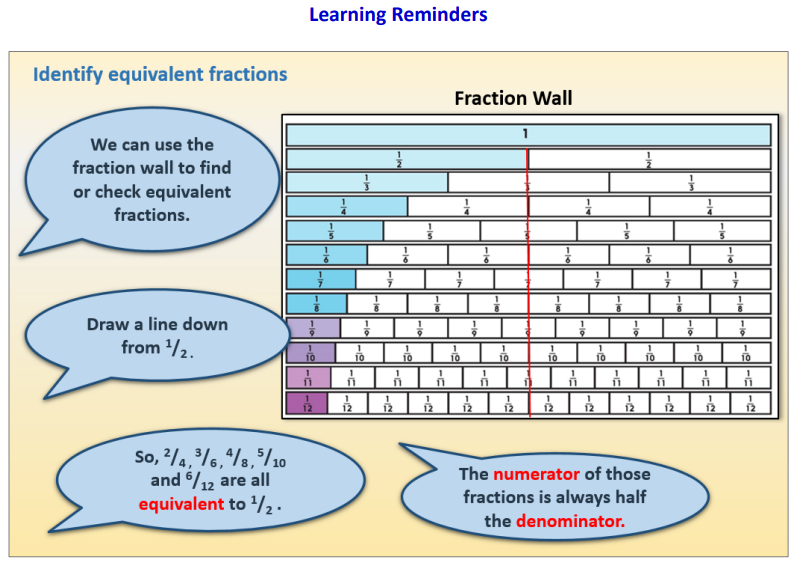 Learning Reminders
Identify equivalent fractions
We can use the
fraction wall to find
or check equivalent
fractions.
Fraction Wall
1
1/2 1/2
1/3 1/3 1/3
1/4 1/4 1/4 1/4
1/5 1/5 1/5 1/5 1/5
1/6 1/6 1/6 1/6 1/6 1/6
1/7 1/7 1/7 1/7 1/7 1/7 1/7
1/8 1/8 1/8 1/8 1/8 1/8 1/8 1/8
1/9 1/9 1/9 1/9 1/9 1/9 1/9 1/9 1/9
1/10 1/10 1/10 1/10 1/10 1/10 1/10 1/10 1/10 1/10
1/11 1/11 1/11 1/11 1/11 1/11 1/11 1/11 1/11 1/11 1/11
1/12 1/12 1/12 1/12 1/12 1/12 1/12 1/12 1/12 1/12 1/12 1/12
Draw a line down
from 1/2.
So, 2/4, 3/6, 4/8, 5/10
and 6/12 are all
equivalent to 1/2.
The numerator of those
fractions is always half
the denominator.